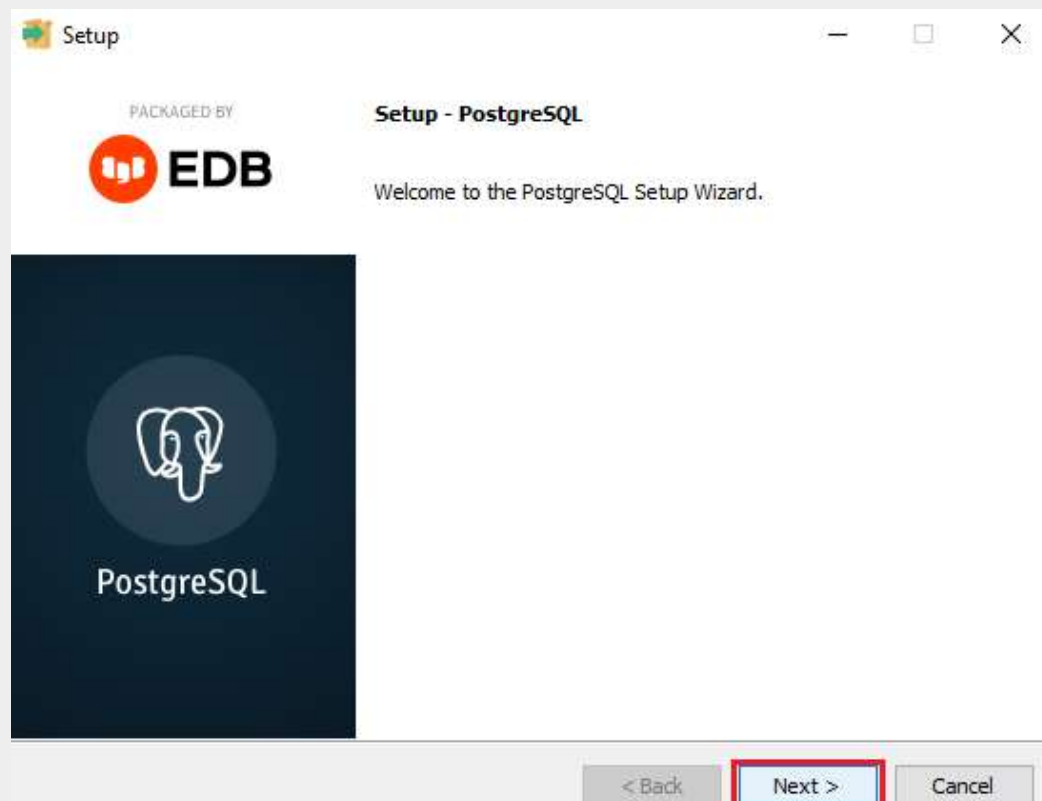 Setup
PACKAGED BY
EDB
Setup - PostgreSQL
Welcome to the PostgreSQL Setup Wizard.
PostgreSQL
< Back
Next >
Cancel